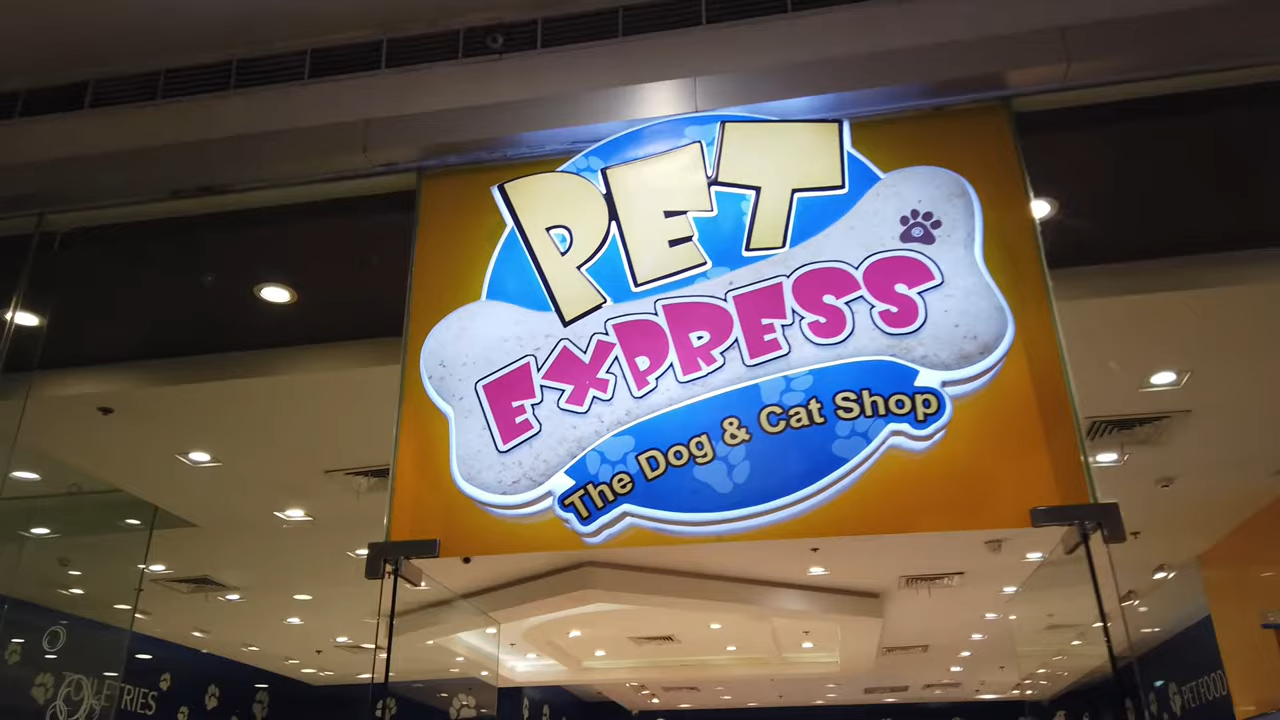 PET
EXPRESS
®
The Dog & Cat Shop
TOILETRIES
PET FOOD